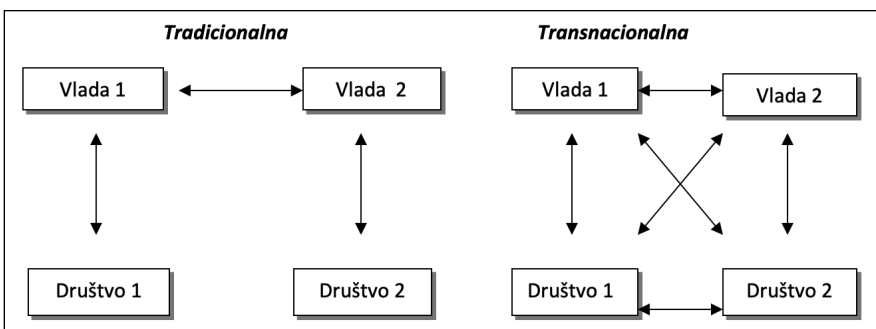 Tradicionalna
Transnacionalna
Vlada 1
Vlada 2
Vlada 1
Vlada 2
Društvo 1
Društvo 2
Društvo 1
Društvo 2